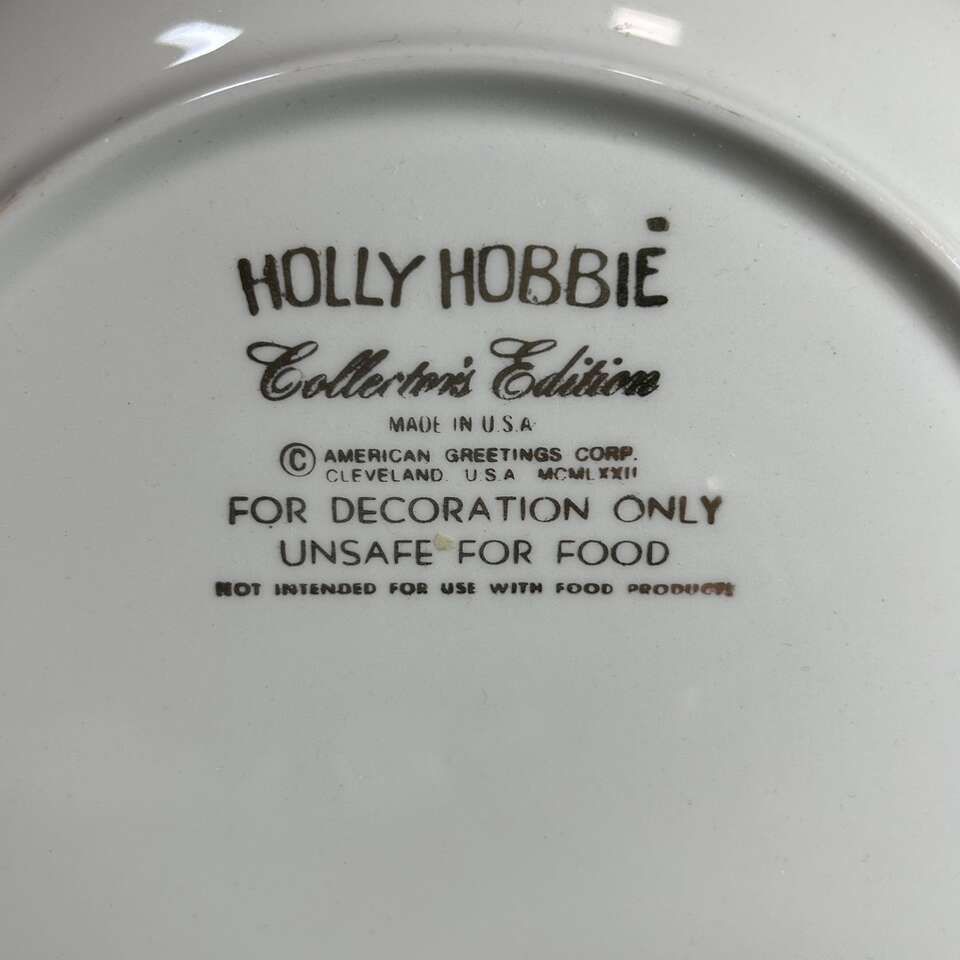 HOLLY HOBBIE
Collector's Edition
MADE IN U.S.A.
© AMERICAN GREETINGS CORP.
CLEVELAND. U.S.A MCMLXXII
FOR DECORATION ONLY
UNSAFE FOR FOOD
NOT INTENDED FOR USE WITH FOOD PRODUCTS